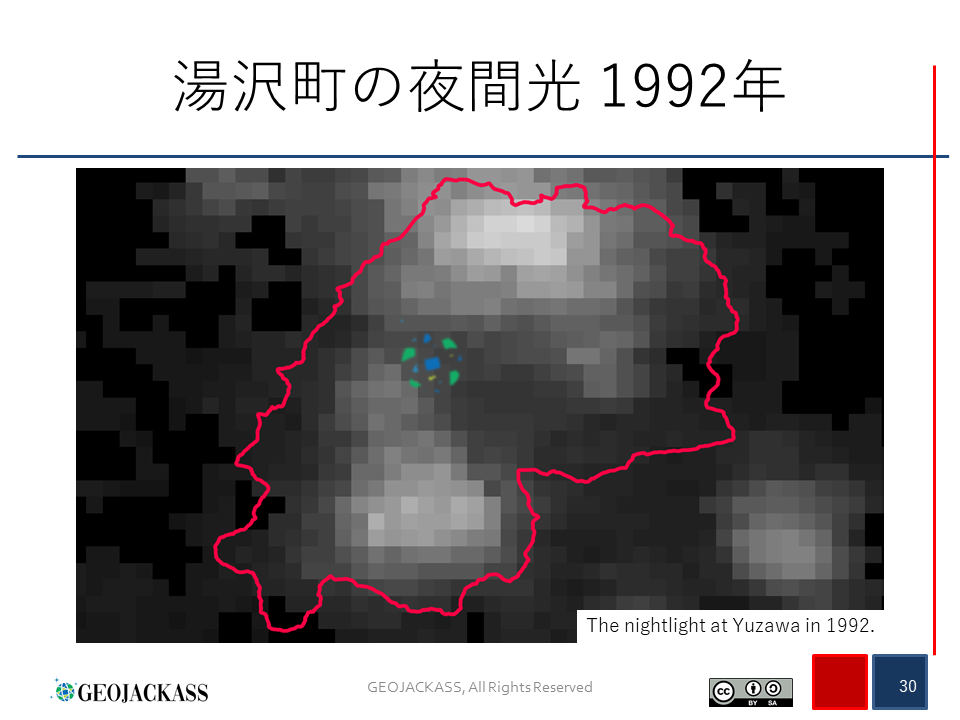 湯沢町の夜間光 1992年
The nightlight at Yuzawa in 1992.
GEOJACKASS
GEOJACKASS, All Rights Reserved
cc BY SA
30